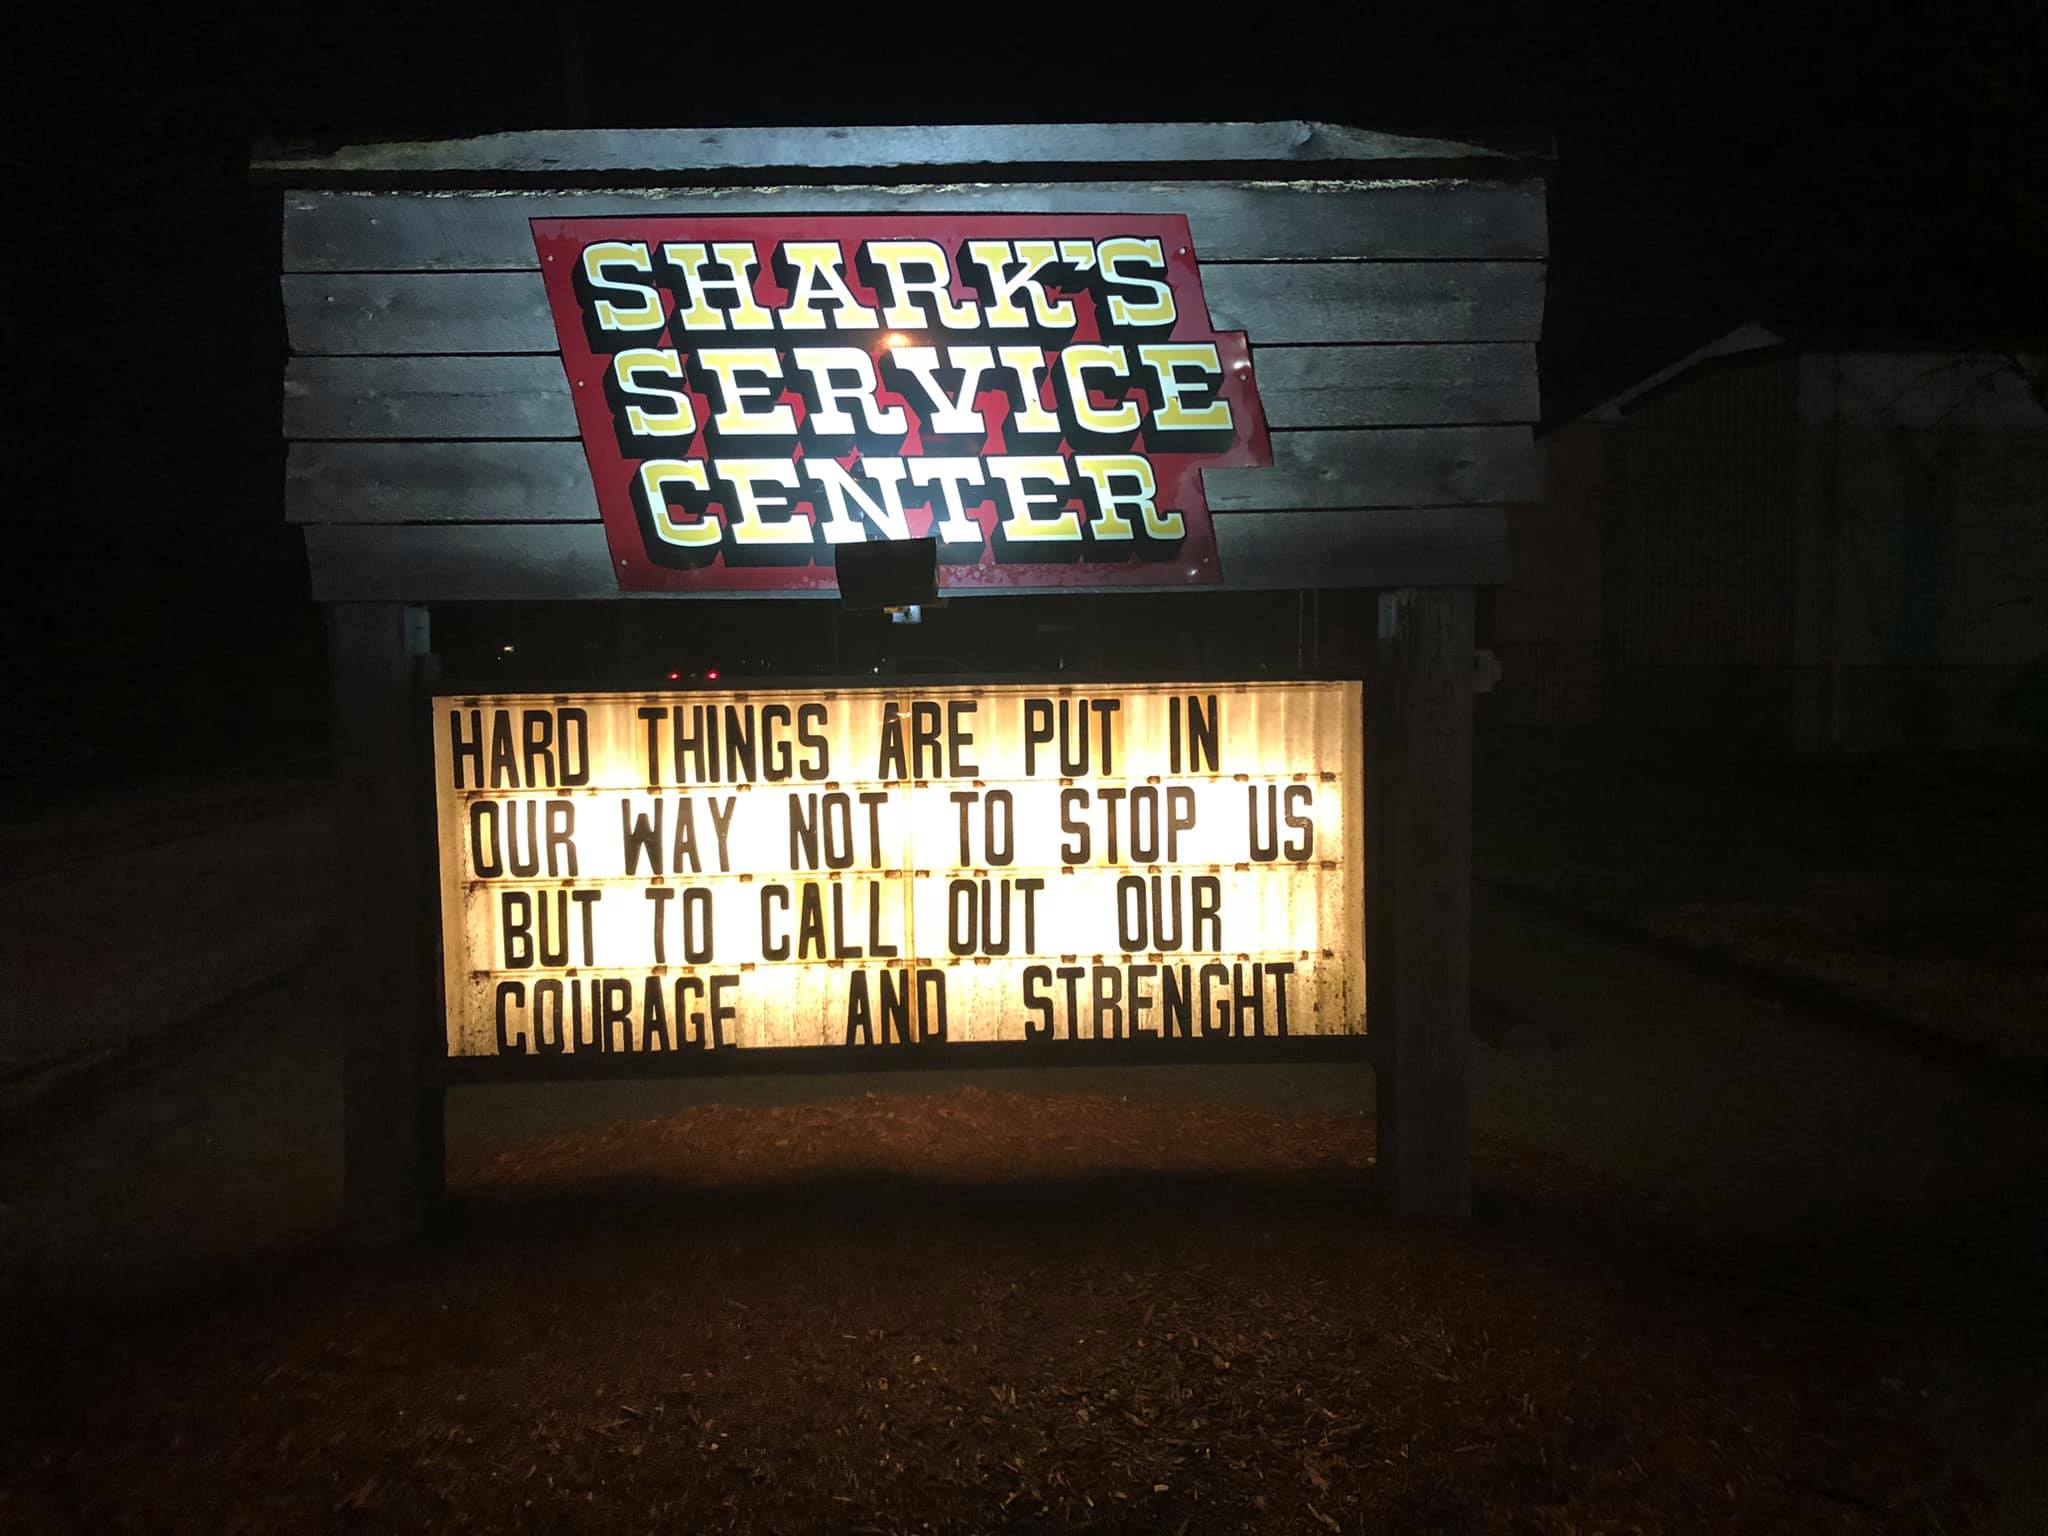 SHARK'S
SERVICE
CENTER
HARD THINGS ARE PUT IN
OUR WAY NOT TO STOP US
BUT TO CALL OUT OUR
COURAGE AND STRENGHT